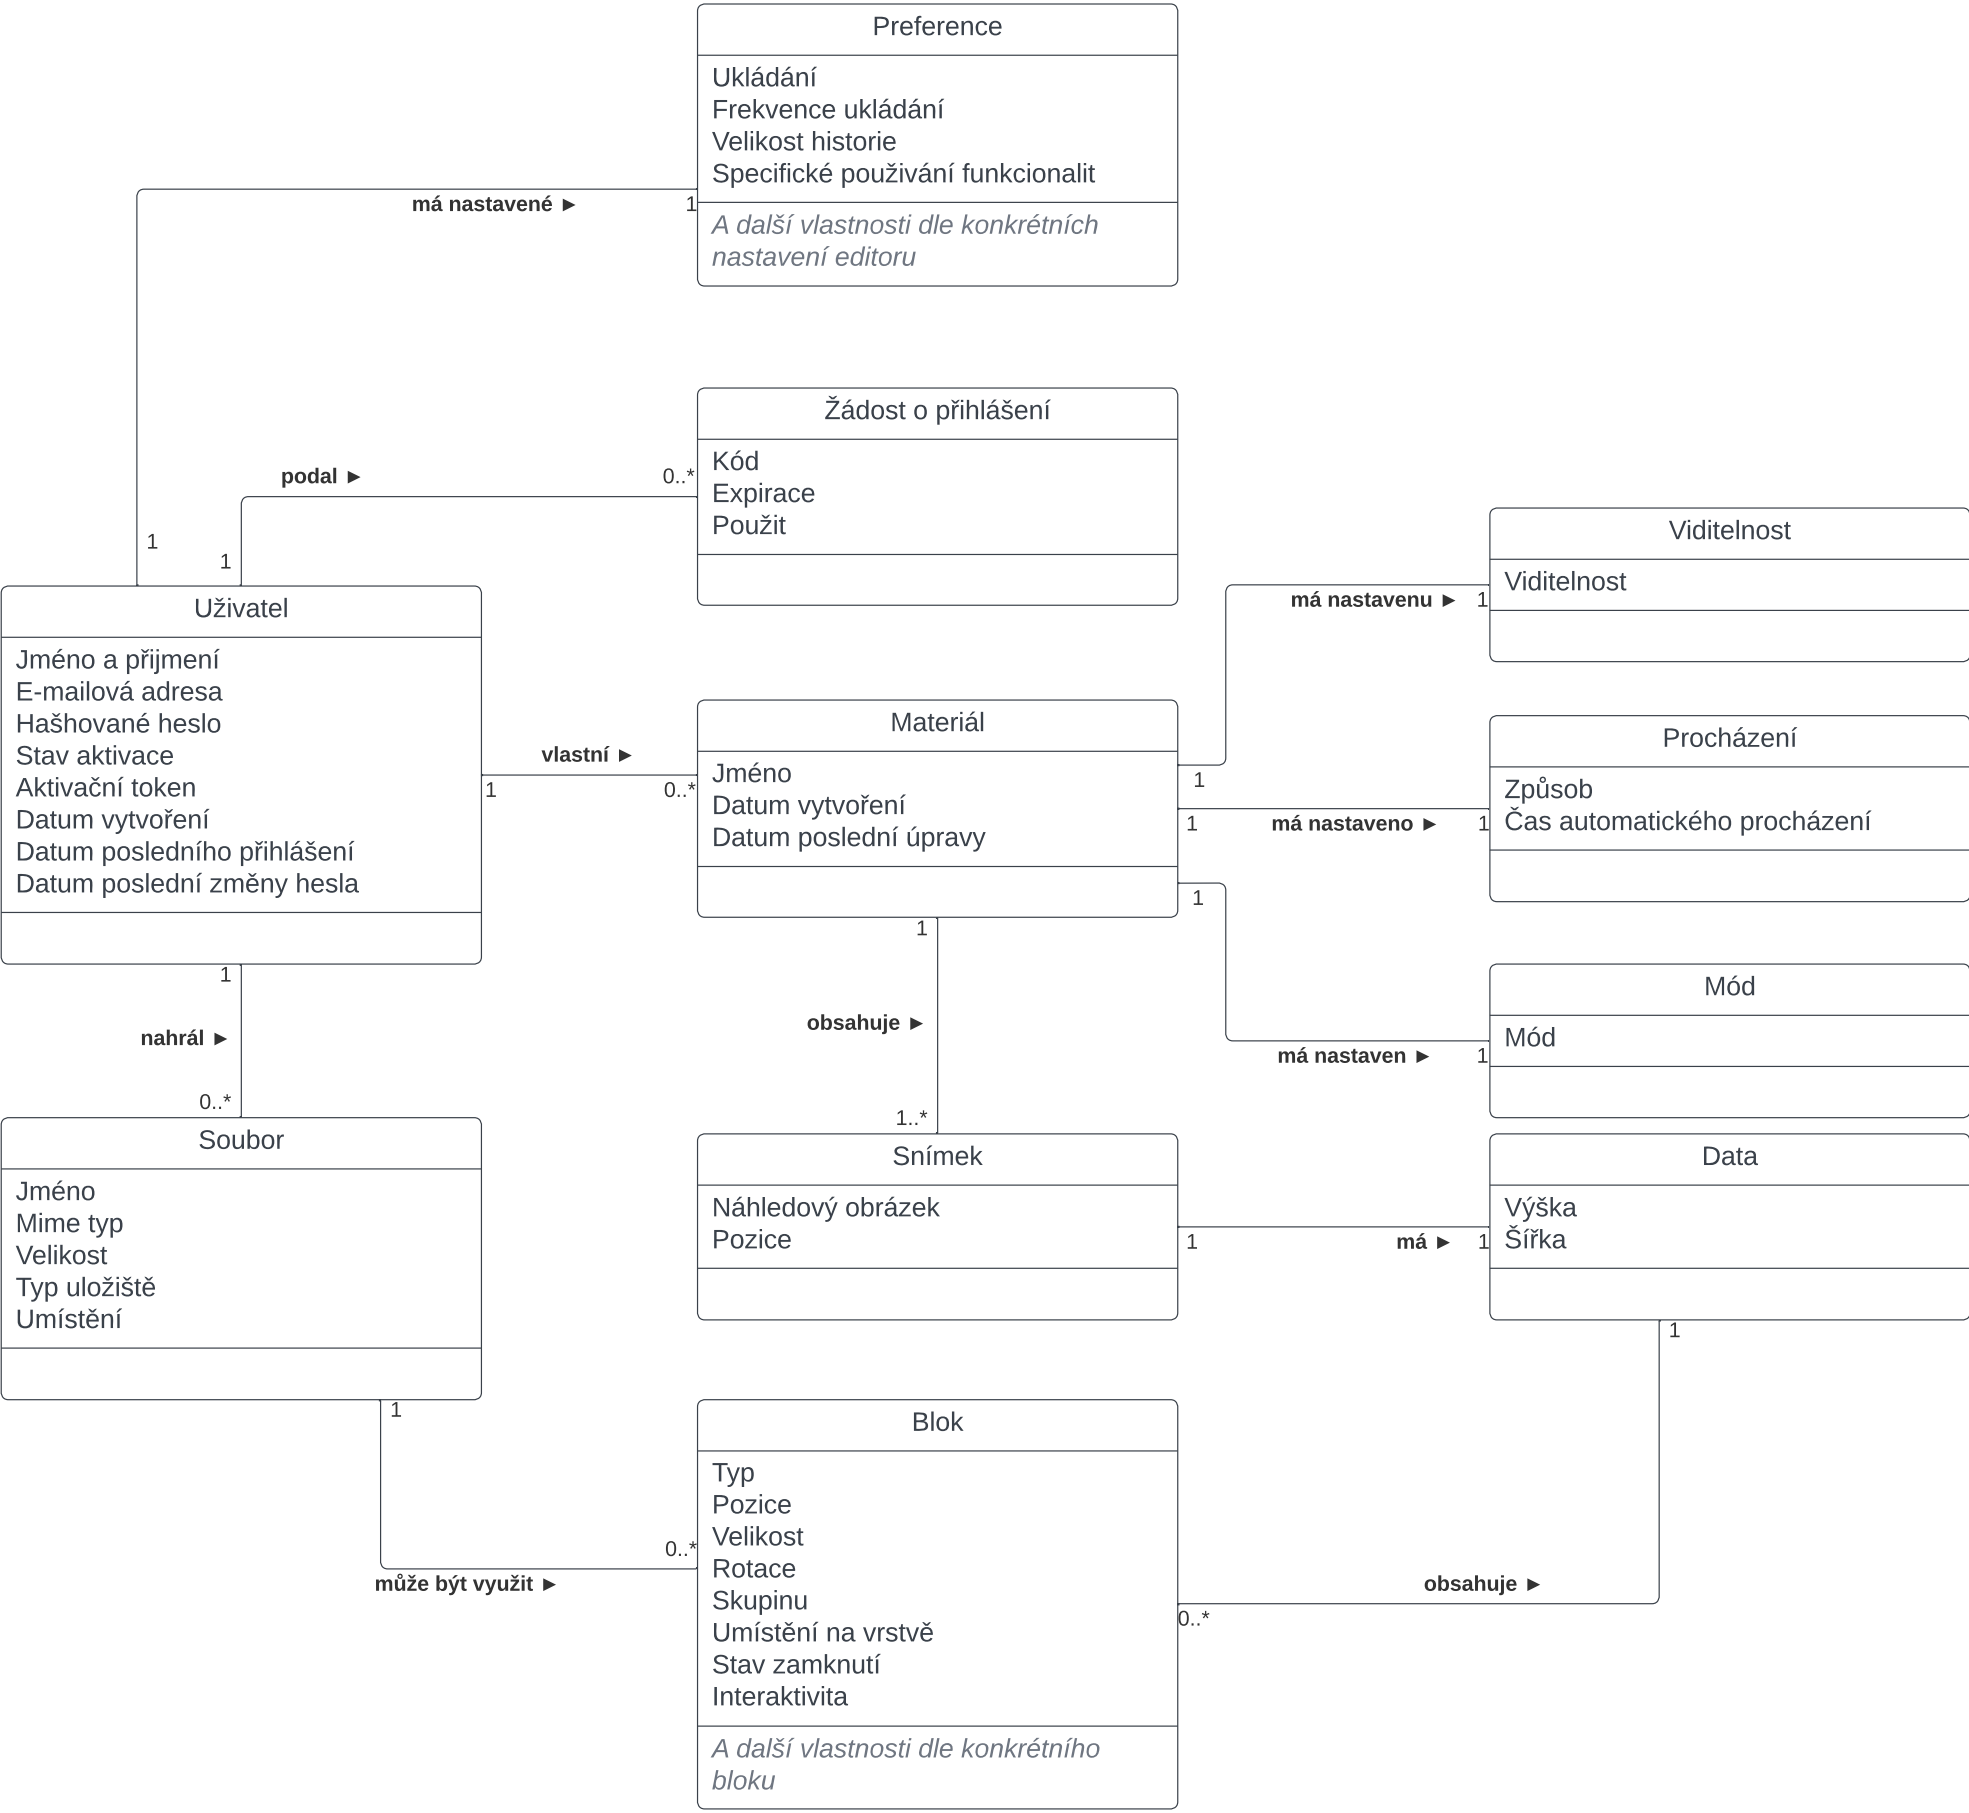 Preference
Ukládání
Frekvence ukládání
Velikost historie
Specifické použivání funkcionalit
A další vlastnosti dle konkrétních
nastavení editoru
má nastavené ►
1
1
Žádost o přihlášení
Kód
Expirace
Použit
podal ►
0..*
1
Uživatel
Jméno a přijmení
E-mailová adresa
Hašhované heslo
Stav aktivace
Aktivační token
Datum vytvoření
Datum posledního přihlášení
Datum poslední změny hesla
vlastní ►
1
0..*
Materiál
Jméno
Datum vytvoření
Datum poslední úpravy
Viditelnost
Viditelnost
má nastavenu ►
1
1
Procházení
Způsob
Čas automatického procházení
1
má nastaveno ►
1
1
Mód
Mód
má nastaven ►
1
1
nahrál ►
0..*
1
obsahuje ►
1..*
Soubor
Jméno
Mime typ
Velikost
Typ uložiště
Umístění
Snímek
Náhledový obrázek
Pozice
1
má ►
1
Data
Výška
Šířka
1
1
může být využit ►
0..*
Blok
Typ
Pozice
Velikost
Rotace
Skupinu
Umístění na vrstvě
Stav zamknutí
Interaktivita
A další vlastnosti dle konkrétního
bloku
obsahuje ►
0..*